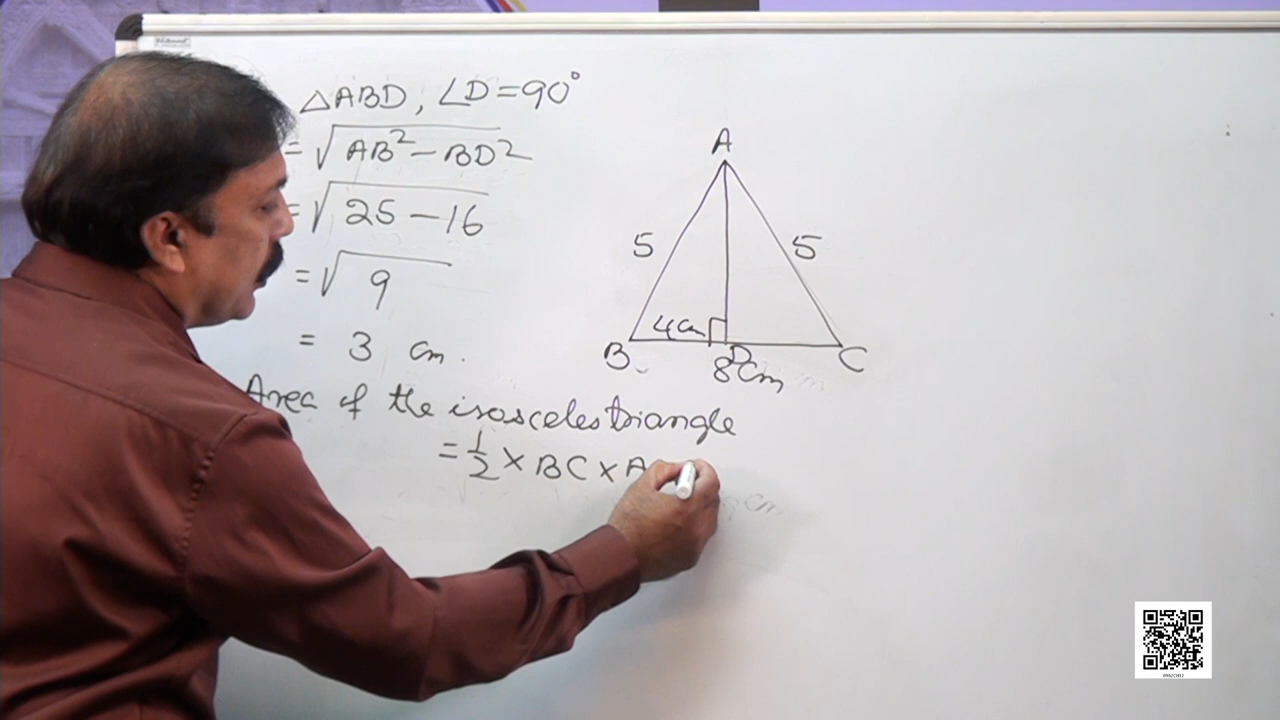 △ABD, ∠D=90°
= √AB²-BD²
= √25-16
= √9
= 3 cm.
A
5
5
4cm
B
D
C
8cm
Area of the isosceles triangle
= 1/2 × BC × A
cm